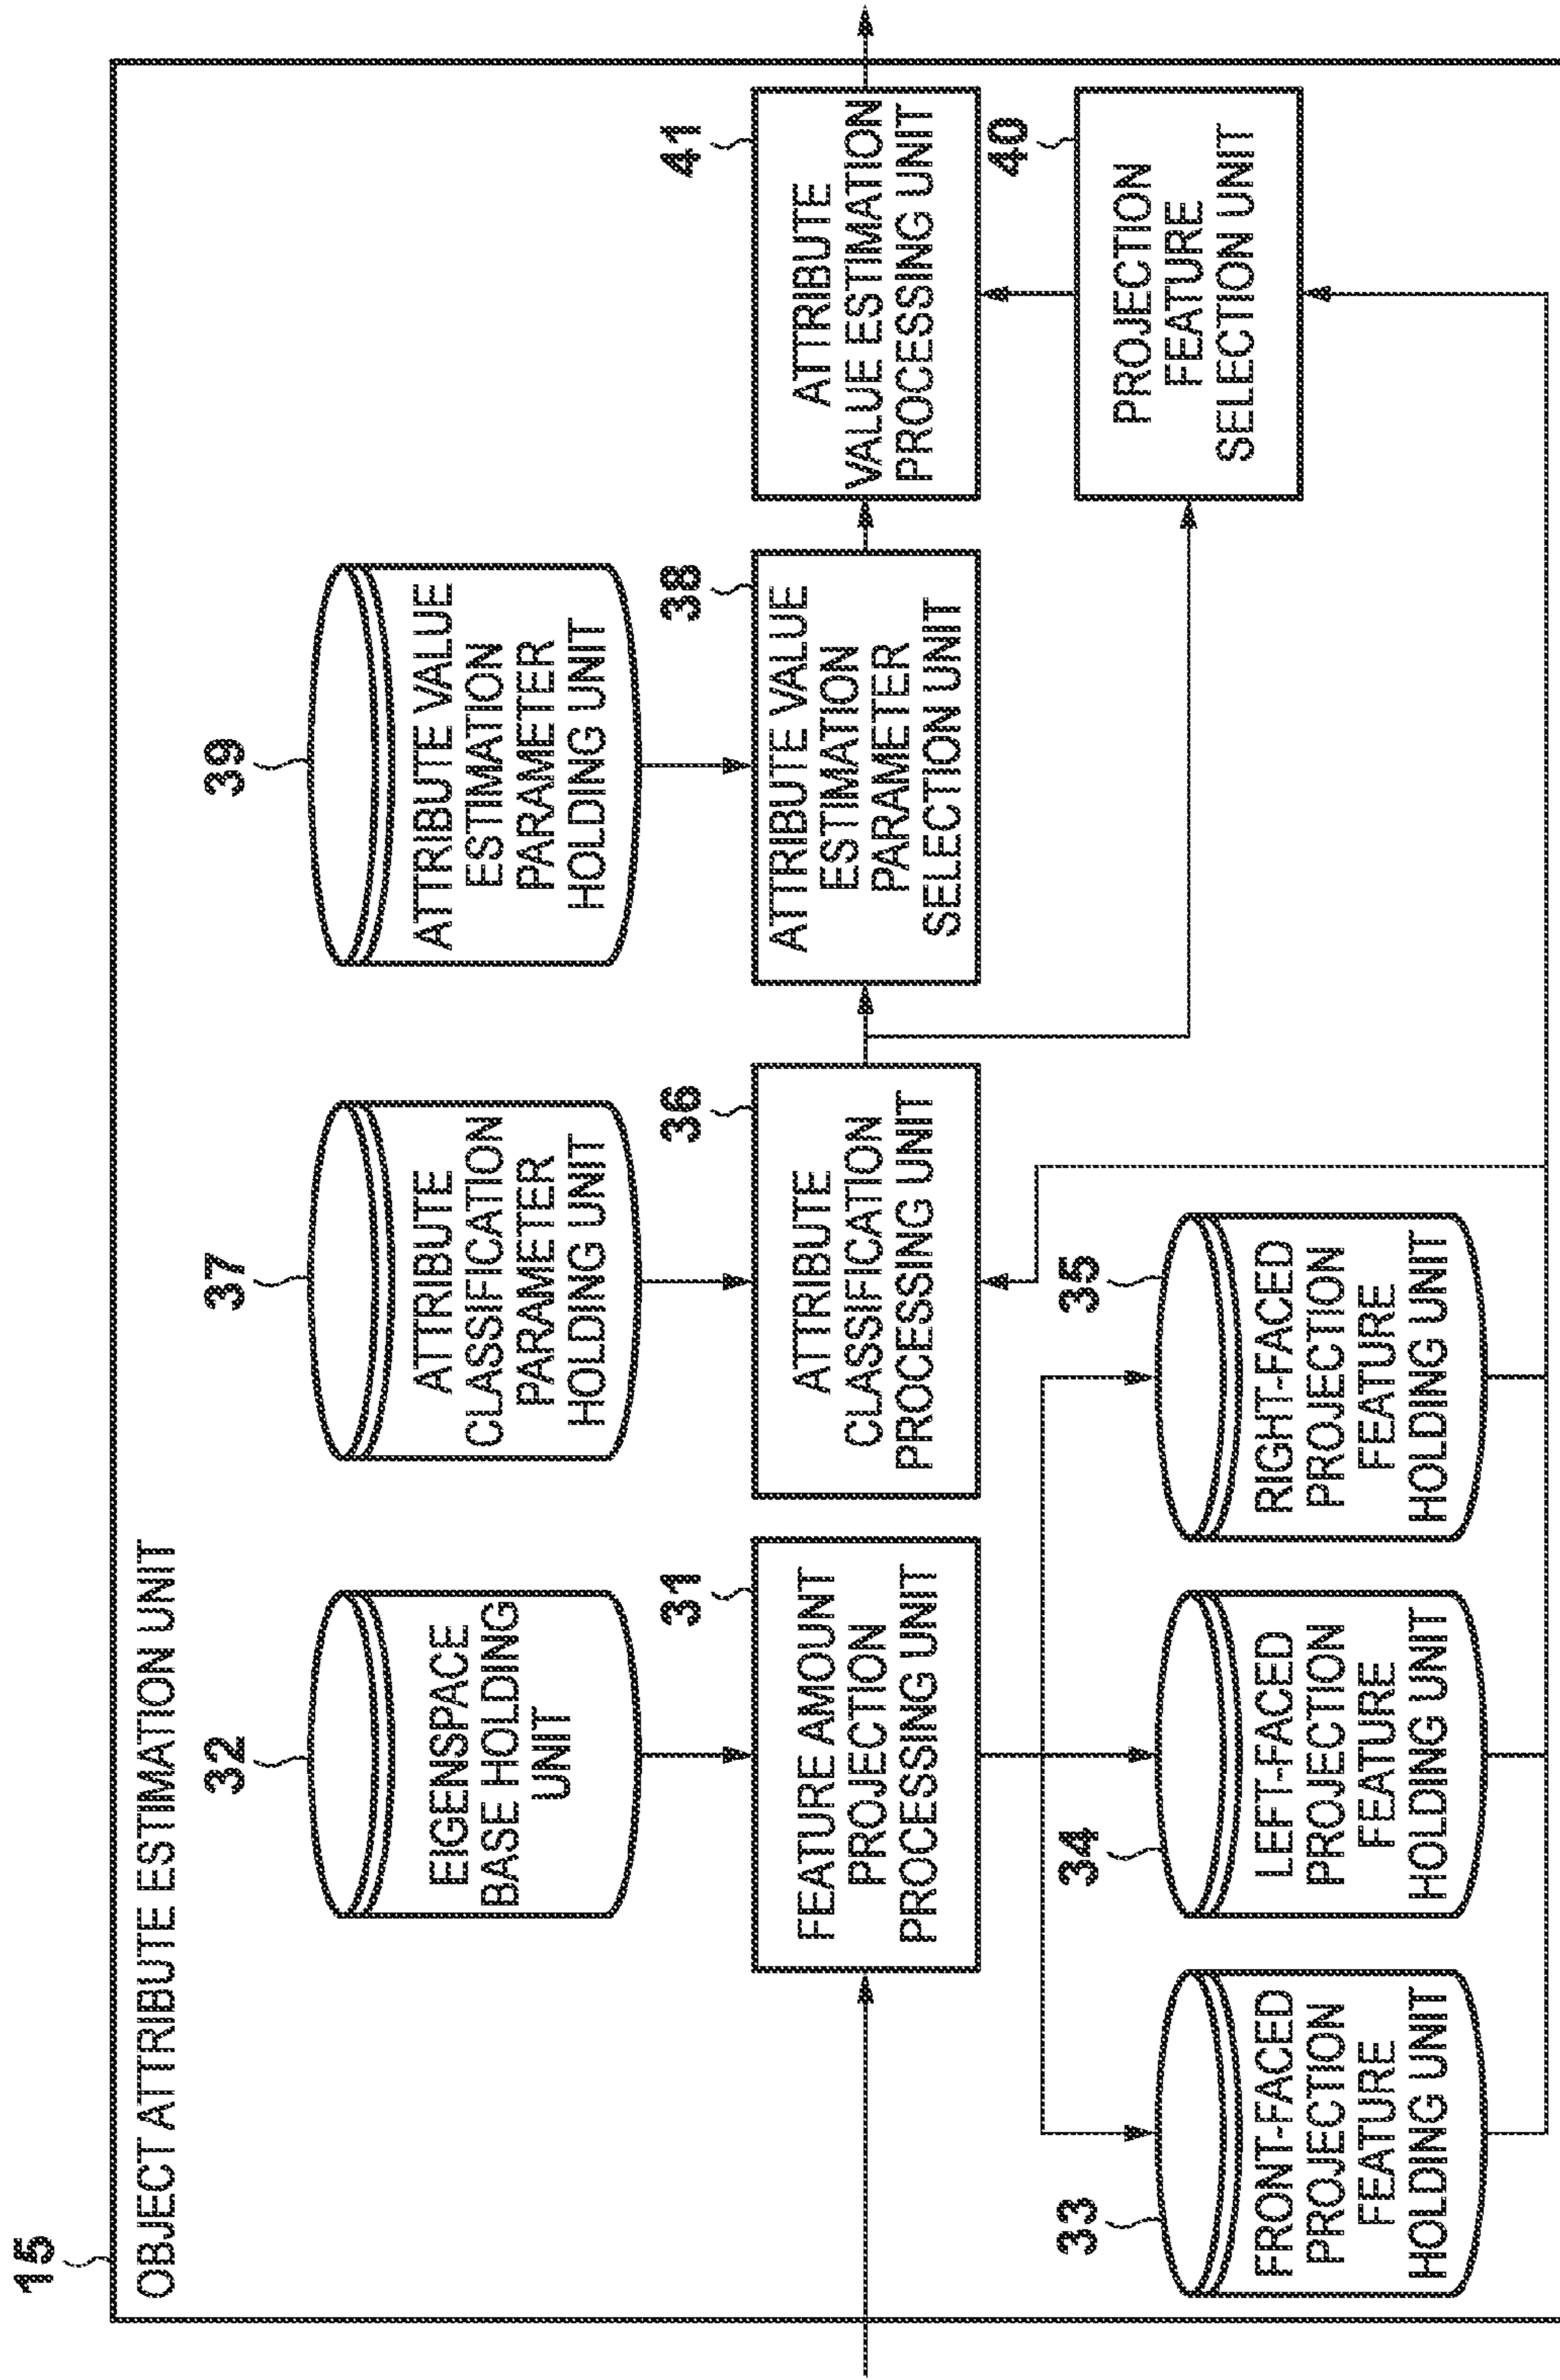 15
OBJECT ATTRIBUTE ESTIMATION UNIT
32
EIGENSPACE
BASE HOLDING
UNIT
37
ATTRIBUTE
CLASSIFICATION
PARAMETER
HOLDING UNIT
39
ATTRIBUTE VALUE
ESTIMATION
PARAMETER
HOLDING UNIT
31
FEATURE AMOUNT
PROJECTION
PROCESSING UNIT
36
ATTRIBUTE
CLASSIFICATION
PROCESSING UNIT
38
ATTRIBUTE VALUE
ESTIMATION
PARAMETER
SELECTION UNIT
41
ATTRIBUTE
VALUE ESTIMATION
PROCESSING UNIT
33
FRONT-FACED
PROJECTION
FEATURE
HOLDING UNIT
34
LEFT-FACED
PROJECTION
FEATURE
HOLDING UNIT
35
RIGHT-FACED
PROJECTION
FEATURE
HOLDING UNIT
40
PROJECTION
FEATURE
SELECTION UNIT